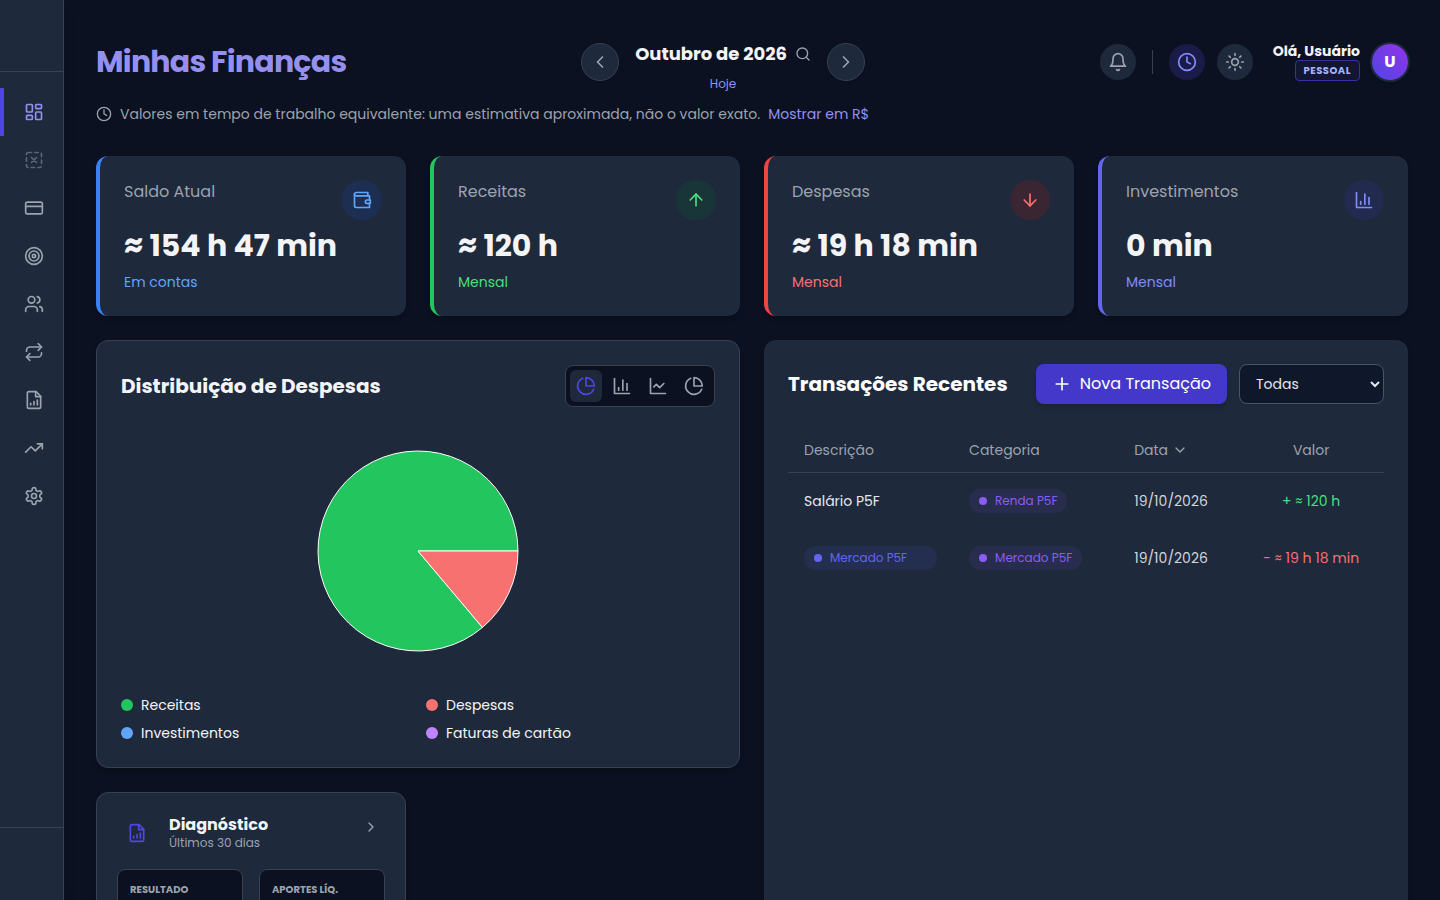 Minhas Finanças
Outubro de 2026
Hoje
Olá, Usuário
PESSOAL
U
Valores em tempo de trabalho equivalente: uma estimativa aproximada, não o valor exato. Mostrar em R$
Saldo Atual
≈ 154 h 47 min
Em contas
Receitas
≈ 120 h
Mensal
Despesas
≈ 19 h 18 min
Mensal
Investimentos
0 min
Mensal
Distribuição de Despesas
Receitas
Despesas
Investimentos
Faturas de cartão
Transações Recentes
Nova Transação
Todas
Descrição Categoria Data Valor
Salário P5F Renda P5F 19/10/2026 + ≈ 120 h
Mercado P5F Mercado P5F 19/10/2026 − ≈ 19 h 18 min
Diagnóstico
Últimos 30 dias
RESULTADO
APORTES LÍQ.